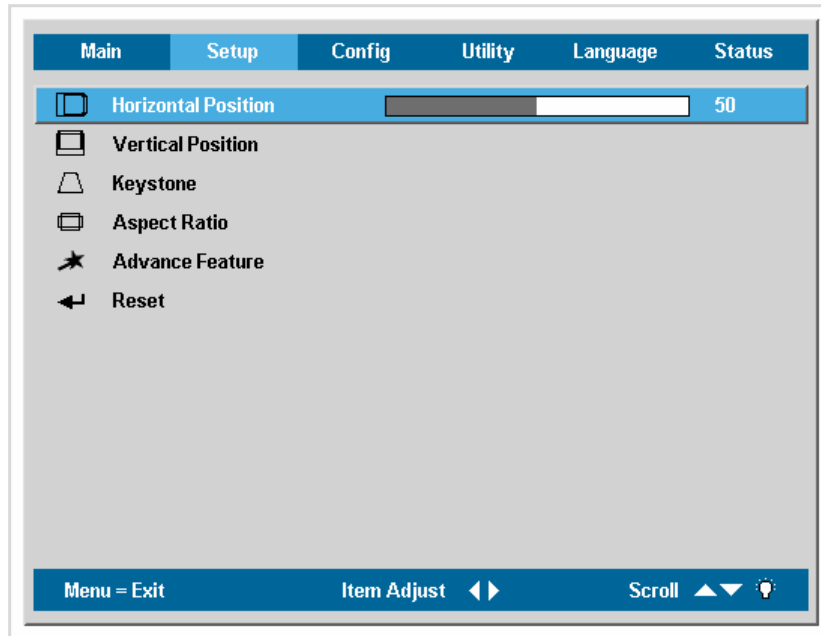 Main Setup Config Utility Language Status
Horizontal Position 50
Vertical Position
Keystone
Aspect Ratio
Advance Feature
Reset
Menu = Exit Item Adjust Scroll